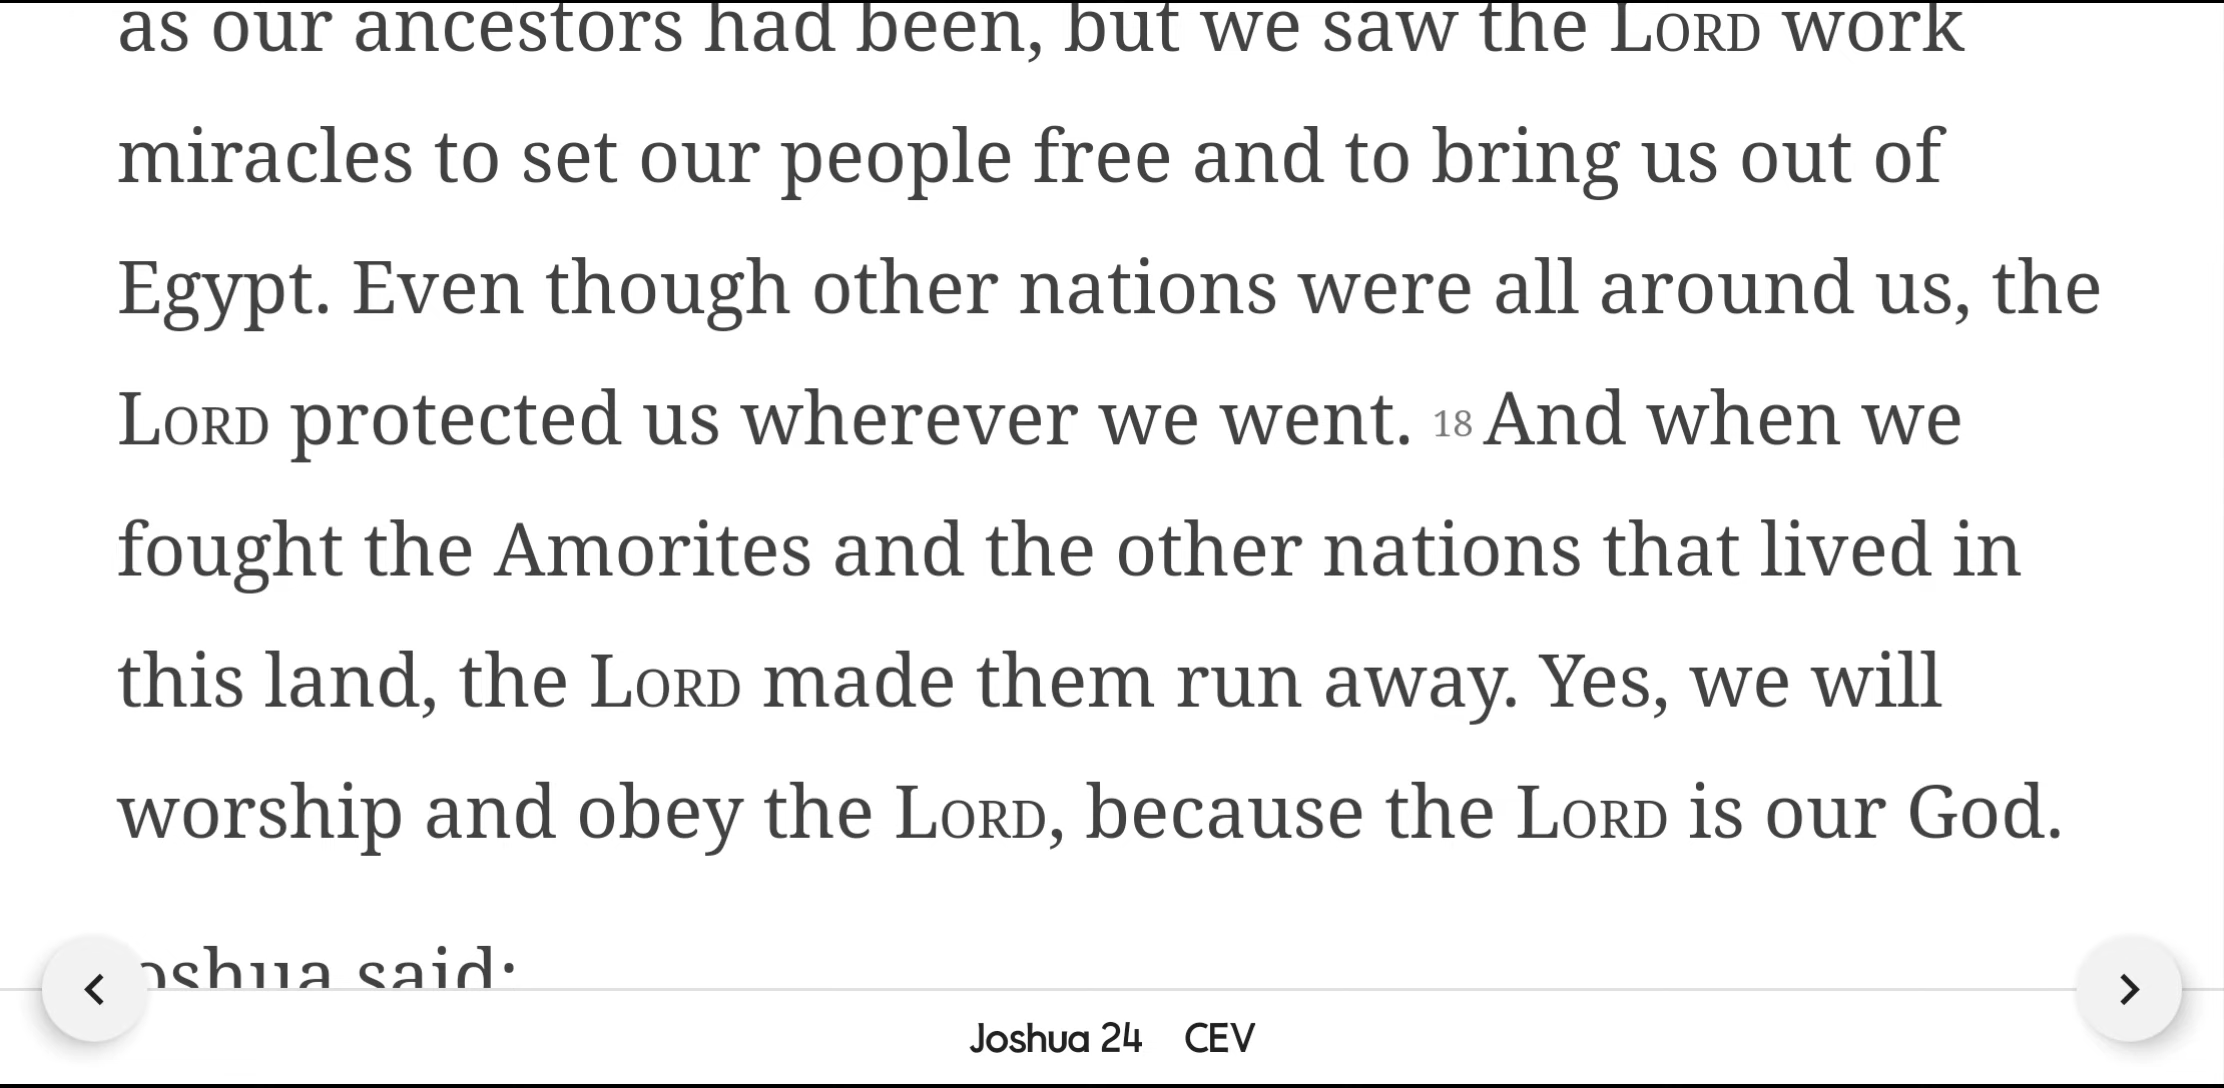 as our ancestors had been, but we saw the LORD work
miracles to set our people free and to bring us out of
Egypt. Even though other nations were all around us, the
LORD protected us wherever we went. 18 And when we
fought the Amorites and the other nations that lived in
this land, the LORD made them run away. Yes, we will
worship and obey the LORD, because the LORD is our God.
oshua said:
Joshua 24 CEV